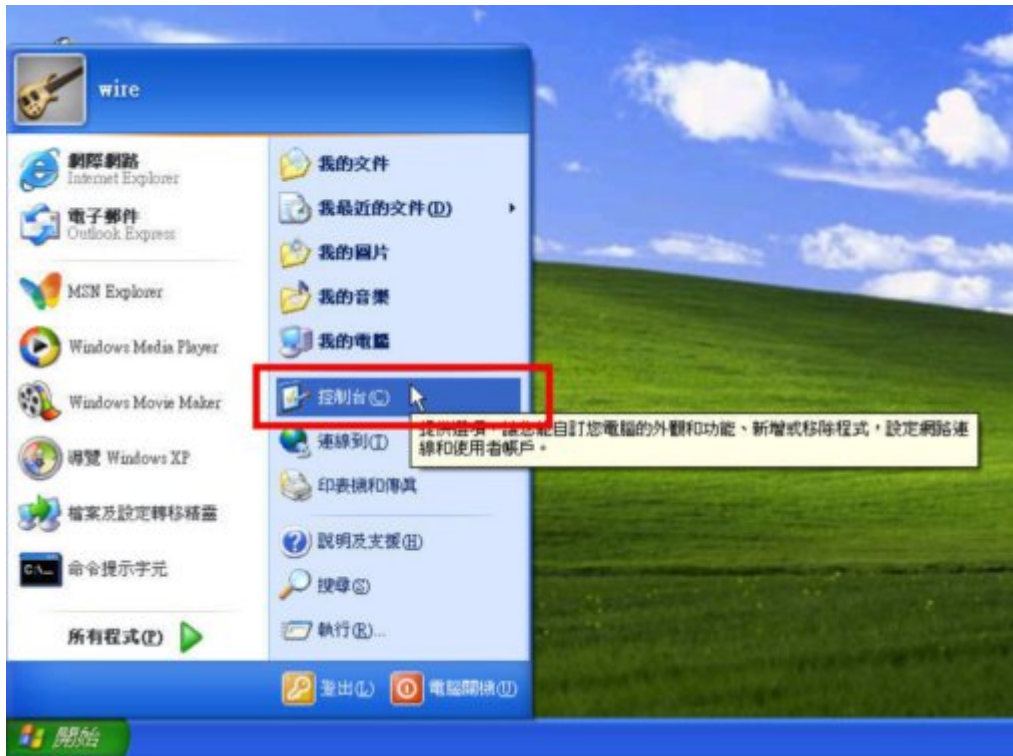 wire
網際網路
Internet Explorer
電子郵件
Outlook Express
MSN Explorer
Windows Media Player
Windows Movie Maker
導覽 Windows XP
檔案及設定轉移精靈
命令提示字元
所有程式(P)
我的文件
我最近的文件(D)
我的圖片
我的音樂
我的電腦
控制台(C)
提供選項，讓您能自訂您電腦的外觀和功能、新增或移除程式，設定網路連
線和使用者帳戶。
連線到(T)
印表機和傳真
說明及支援(H)
搜尋(S)
執行(R)...
登出(L)
電腦關機(U)
開始